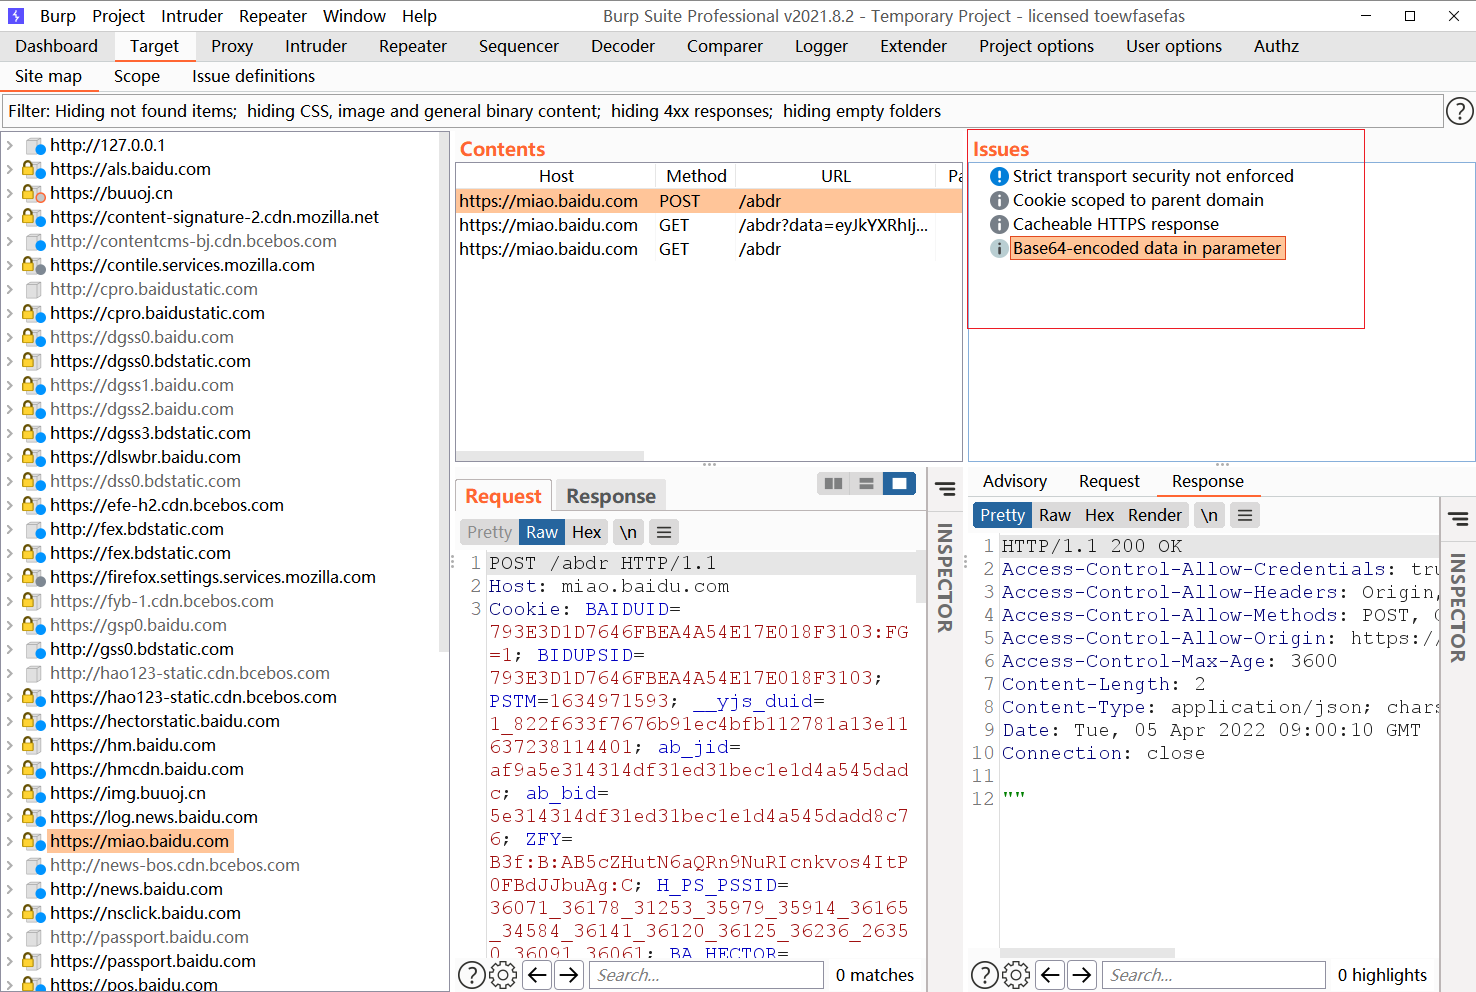 Burp Project Intruder Repeater Window Help Burp Suite Professional v2021.8.2 - Temporary Project - licensed toewfasefas
Dashboard Target Proxy Intruder Repeater Sequencer Decoder Comparer Logger Extender Project options User options Authz
Site map Scope Issue definitions
Filter: Hiding not found items; hiding CSS, image and general binary content; hiding 4xx responses; hiding empty folders
http://127.0.0.1
https://als.baidu.com
https://buuoj.cn
https://content-signature-2.cdn.mozilla.net
http://contentcms-bj.cdn.bcebos.com
https://contile.services.mozilla.com
http://cpro.baidustatic.com
https://cpro.baidustatic.com
https://dgss0.baidu.com
https://dgss0.bdstatic.com
https://dgss1.baidu.com
https://dgss2.baidu.com
https://dgss3.bdstatic.com
https://dlswbr.baidu.com
https://dss0.bdstatic.com
https://efe-h2.cdn.bcebos.com
http://fex.bdstatic.com
https://fex.bdstatic.com
https://firefox.settings.services.mozilla.com
https://fyb-1.cdn.bcebos.com
https://gsp0.baidu.com
http://gss0.bdstatic.com
http://hao123-static.cdn.bcebos.com
https://hao123-static.cdn.bcebos.com
https://hectorstatic.baidu.com
https://hm.baidu.com
https://hmcdn.baidu.com
https://img.buuoj.cn
https://log.news.baidu.com
https://miao.baidu.com
http://news-bos.cdn.bcebos.com
http://news.baidu.com
https://nsclick.baidu.com
http://passport.baidu.com
https://passport.baidu.com
https://pos.baidu.com
Contents
Host Method URL Pa
https://miao.baidu.com POST /abdr
https://miao.baidu.com GET /abdr?data=eyJkYXRhIj...
https://miao.baidu.com GET /abdr
Issues
Strict transport security not enforced
Cookie scoped to parent domain
Cacheable HTTPS response
Base64-encoded data in parameter
Request Response
Pretty Raw Hex \n
1 POST /abdr HTTP/1.1
2 Host: miao.baidu.com
3 Cookie: BAIDUID=
793E3D1D7646FBEA4A54E17E018F3103:FG
=1; BIDUPSID=
793E3D1D7646FBEA4A54E17E018F3103;
PSTM=1634971593; __yjs_duid=
1_822f633f7676b91ec4bfb112781a13e11
637238114401; ab_jid=
af9a5e314314df31ed31bec1e1d4a545dad
c; ab_bid=
5e314314df31ed31bec1e1d4a545dadd8c7
6; ZFY=
B3f:B:AB5cZHutN6aQRn9NuRIcnkvos4ItP
0FBdJJbuAg:C; H_PS_PSSID=
36071_36178_31253_35979_35914_36165
_34584_36141_36120_36125_36236_2635
0_36091_36061; BA_HECTOR=
Search... 0 matches
INSPECTOR
Advisory Request Response
Pretty Raw Hex Render \n
1 HTTP/1.1 200 OK
2 Access-Control-Allow-Credentials: tru
3 Access-Control-Allow-Headers: Origin,
4 Access-Control-Allow-Methods: POST, G
5 Access-Control-Allow-Origin: https://
6 Access-Control-Max-Age: 3600
7 Content-Length: 2
8 Content-Type: application/json; chars
9 Date: Tue, 05 Apr 2022 09:00:10 GMT
10 Connection: close
11
12 ""
Search... 0 highlights
INSPECTOR